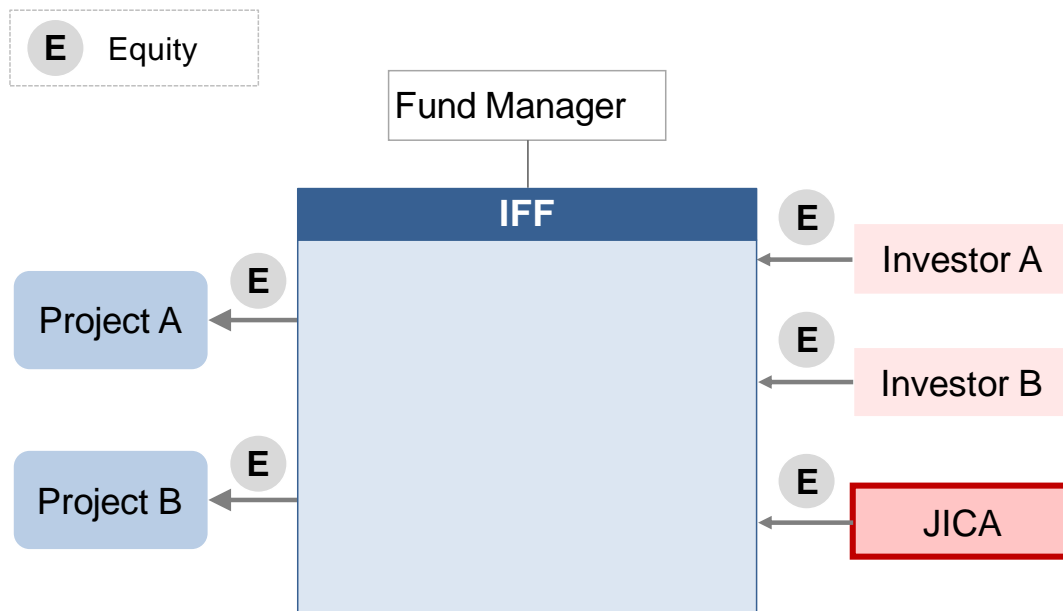 E Equity
Fund Manager
IFF
E
Investor A
E
Project A
E
Investor B
E
Project B
E
JICA